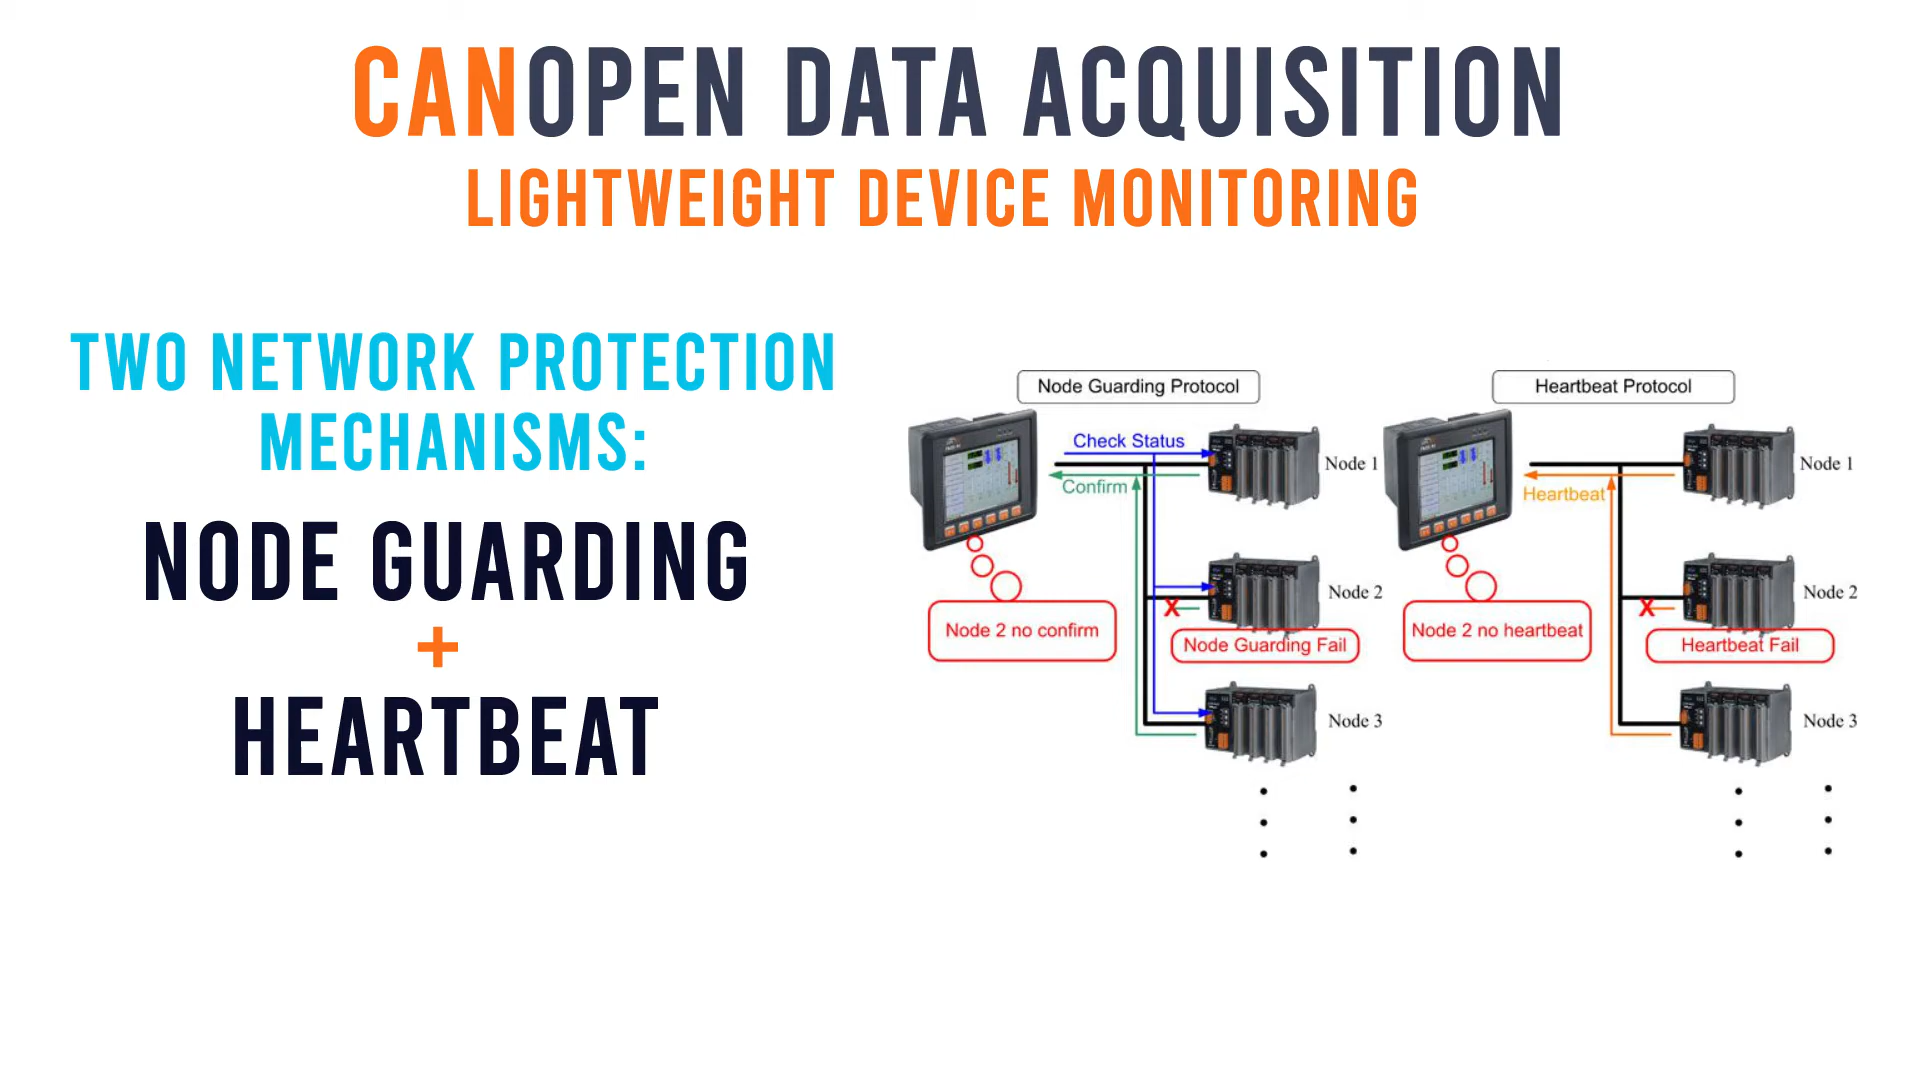 CANOPEN DATA ACQUISITION
LIGHTWEIGHT DEVICE MONITORING
TWO NETWORK PROTECTION
MECHANISMS:
NODE GUARDING
+
HEARTBEAT
Node Guarding Protocol
Check Status
Confirm
Node 1
Node 2
Node 2 no confirm
Node Guarding Fail
Node 3
Heartbeat Protocol
Heartbeat
Node 1
Node 2
Node 2 no heartbeat
Heartbeat Fail
Node 3